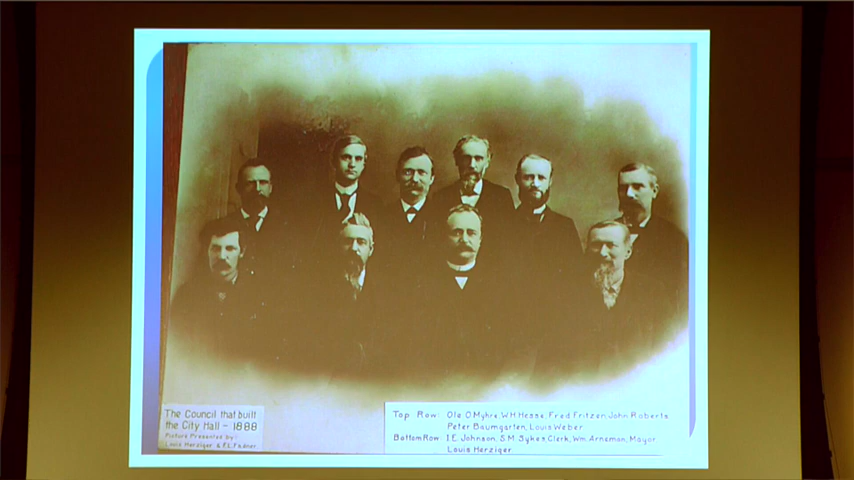 The Council that built
the City Hall - 1888
Picture Presented by:
Louis Herziger & F.L. Fadner
Top Row: Ole O. Myhre, W.H. Hesse, Fred Fritzen, John Roberts
Peter Baumgarten, Louis Weber
Bottom Row: I.E. Johnson, S.M. Sykes, Clerk, Wm. Arneman, Mayor
Louis Herziger